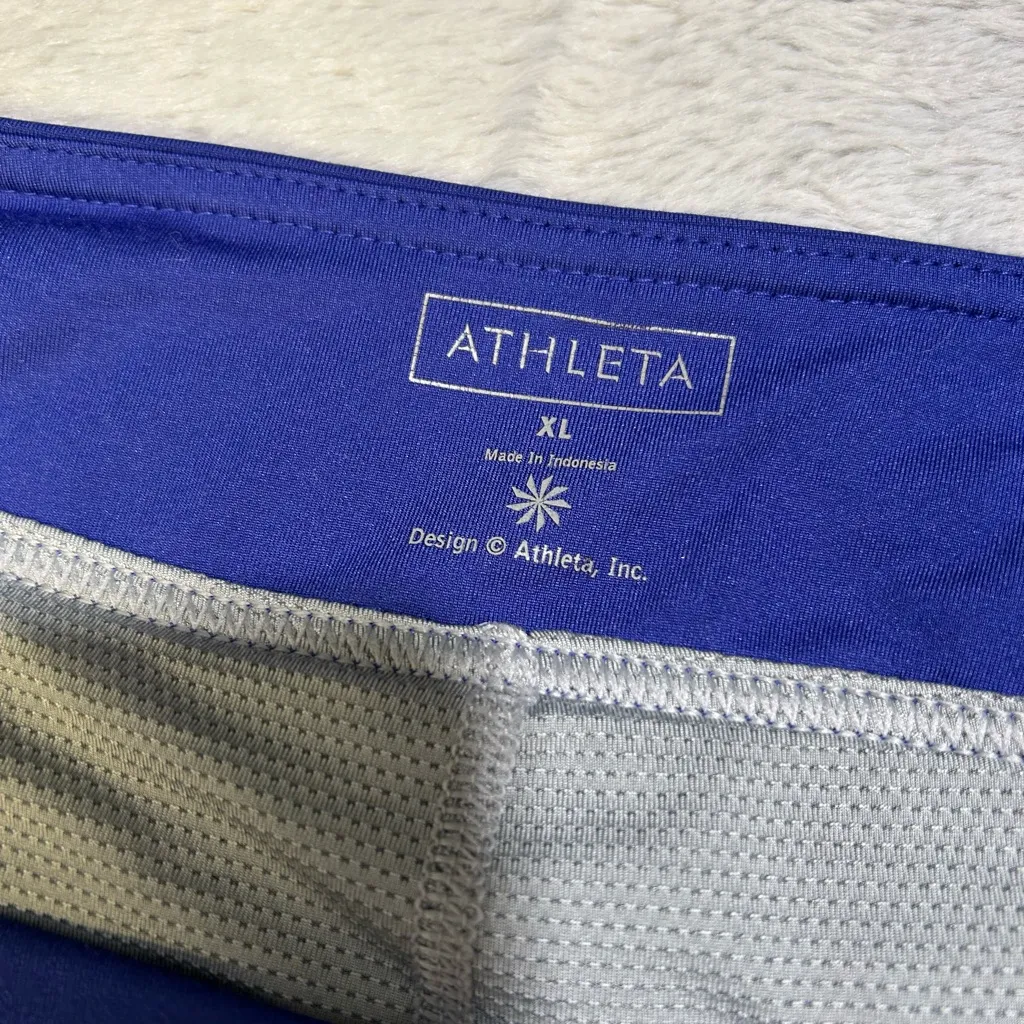 ATHLETA
XL
Made In Indonesia
Design © Athleta, Inc.